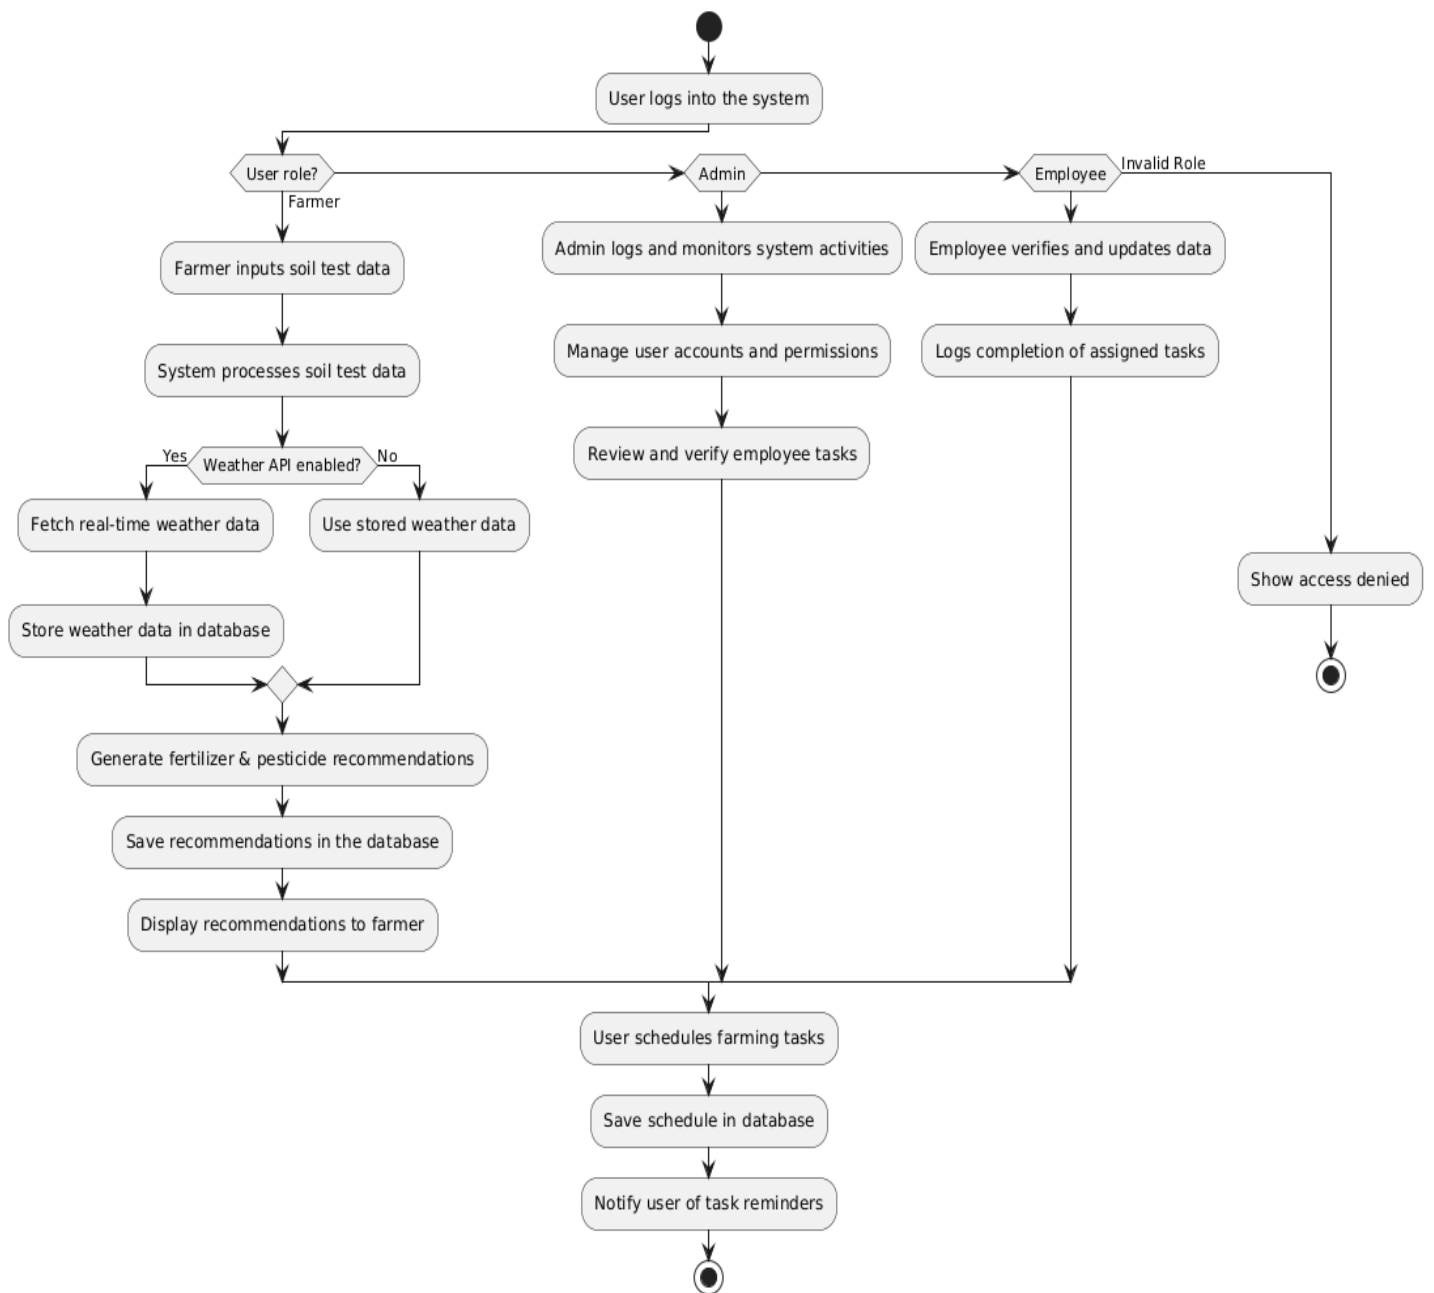 User logs into the system
User role?
Farmer
Admin
Employee
Invalid Role
Farmer inputs soil test data
System processes soil test data
Weather API enabled?
Yes
No
Fetch real-time weather data
Store weather data in database
Use stored weather data
Generate fertilizer & pesticide recommendations
Save recommendations in the database
Display recommendations to farmer
Admin logs and monitors system activities
Manage user accounts and permissions
Review and verify employee tasks
Employee verifies and updates data
Logs completion of assigned tasks
Show access denied
User schedules farming tasks
Save schedule in database
Notify user of task reminders